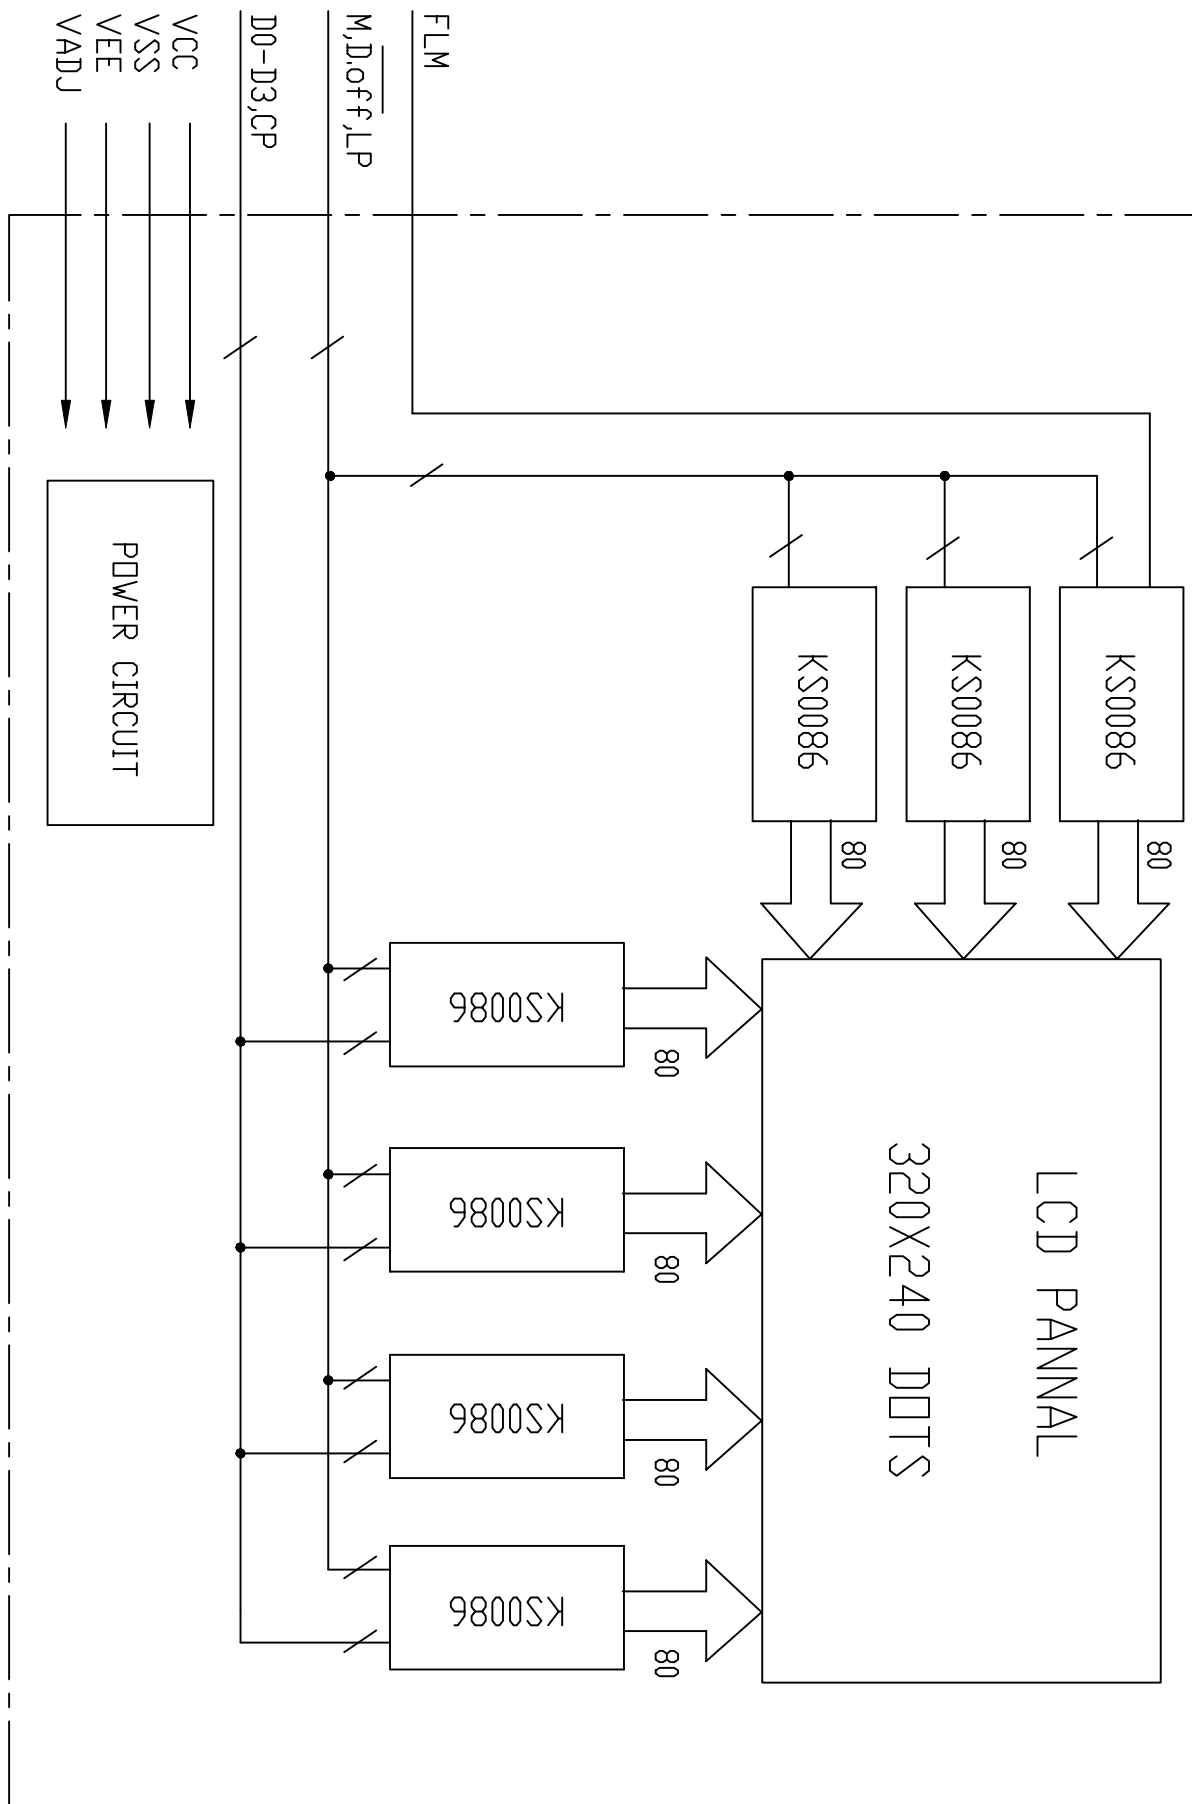 FLM
M,D.off,LP
D0-D3,CP
VCC
VSS
VEE
VADJ
KS0086
80
KS0086
80
KS0086
80
LCD PANNAL
320X240 DOTS
80
80
80
80
KS0086
KS0086
KS0086
KS0086
POWER CIRCUIT